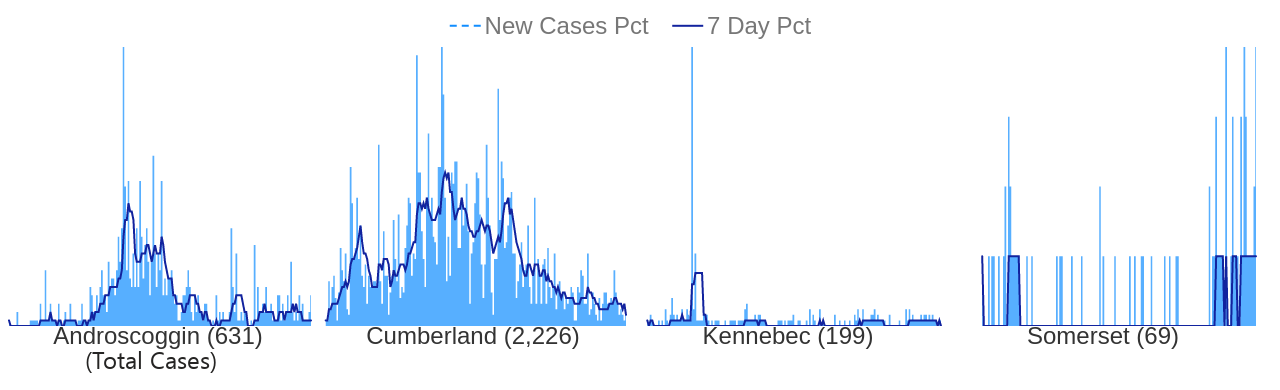 New Cases Pct 7 Day Pct
Androscoggin (631) Cumberland (2,226) Kennebec (199) Somerset (69)
(Total Cases)